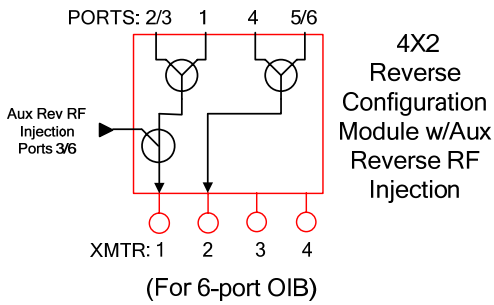 PORTS: 2/3 1 4 5/6
4X2
Reverse
Configuration
Module w/Aux
Reverse RF
Injection
Aux Rev RF
Injection
Ports 3/6
XMTR: 1 2 3 4
(For 6-port OIB)